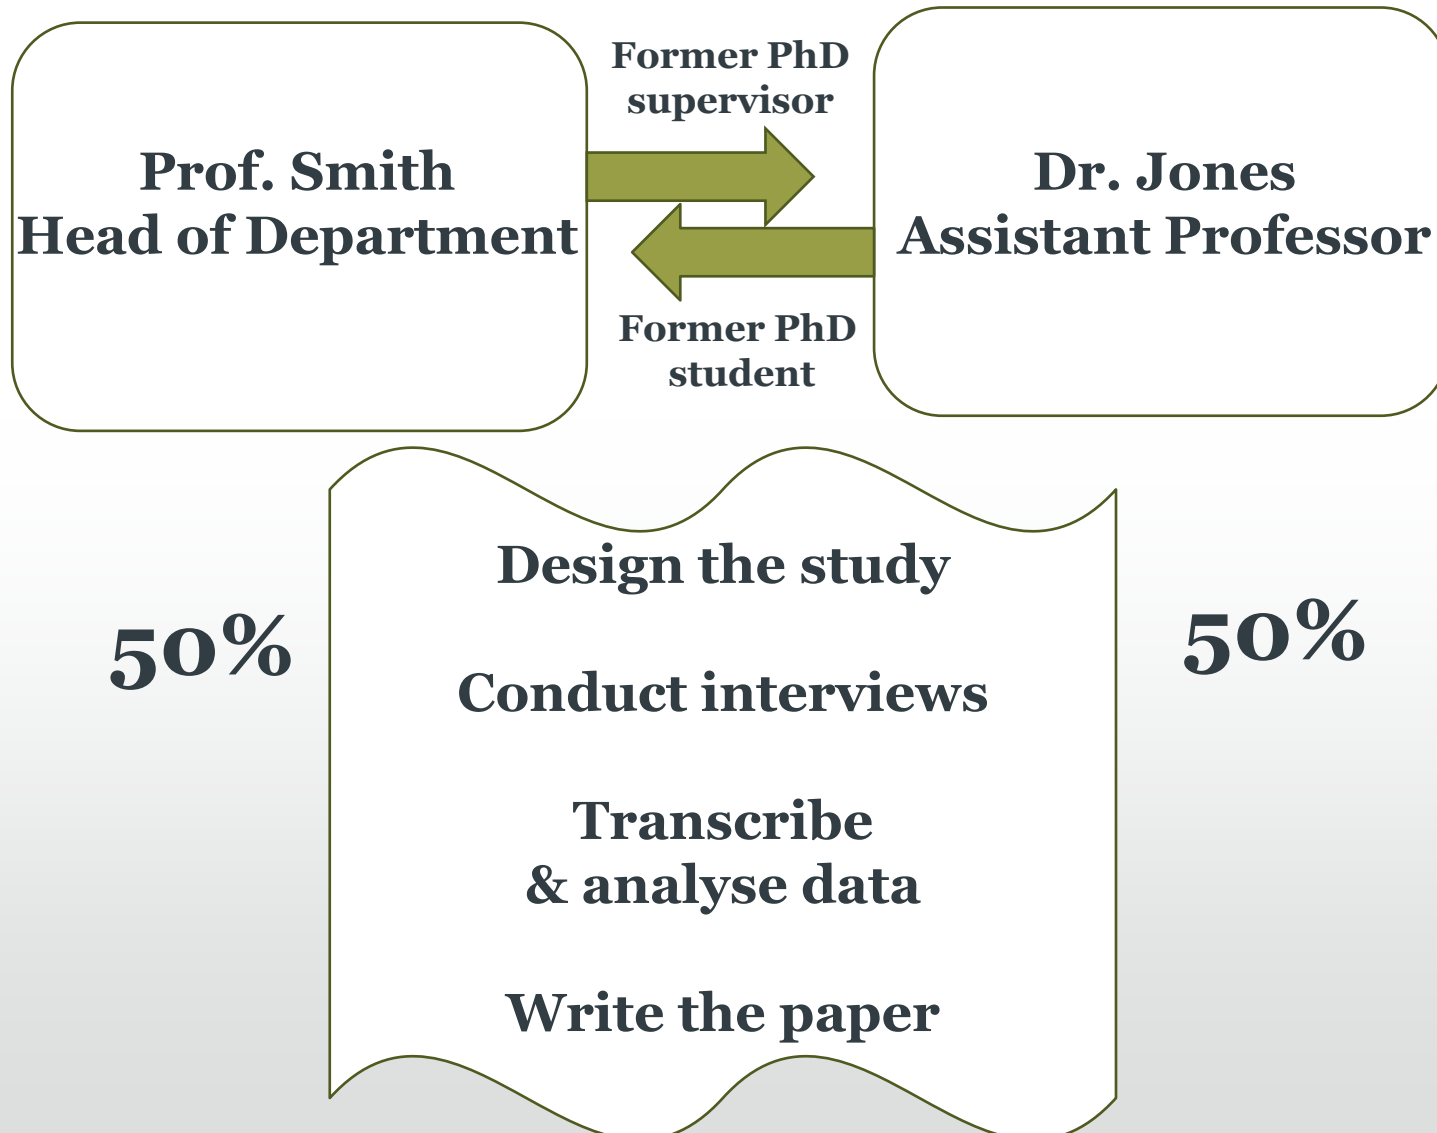 Former PhD
supervisor
Prof. Smith
Head of Department
Dr. Jones
Assistant Professor
Former PhD
student
50%
Design the study
Conduct interviews
Transcribe
& analyse data
Write the paper
50%